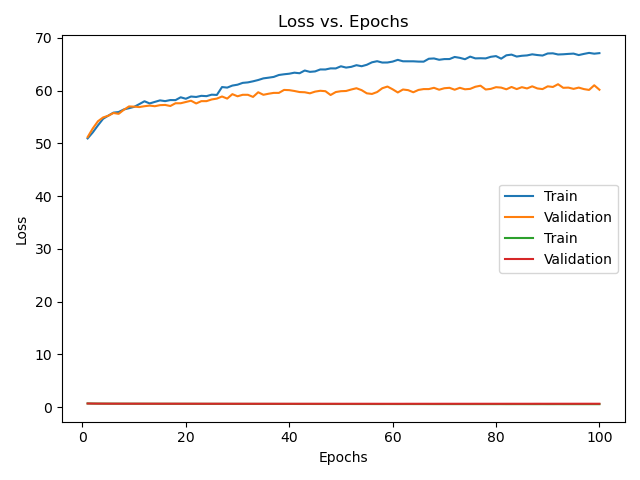 Loss vs. Epochs
70
60
50
40
30
20
10
0
Loss
Train
Validation
Train
Validation
0 20 40 60 80 100
Epochs